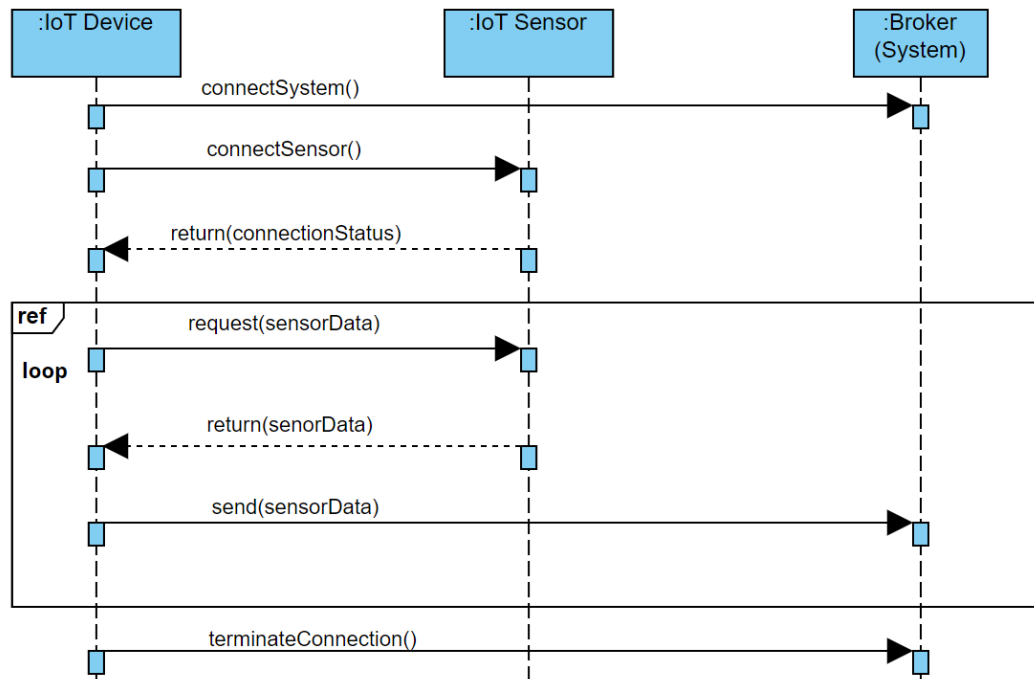 :IoT Device
:IoT Sensor
:Broker
(System)
connectSystem()
connectSensor()
return(connectionStatus)
ref
request(sensorData)
loop
return(senorData)
send(sensorData)
terminateConnection()